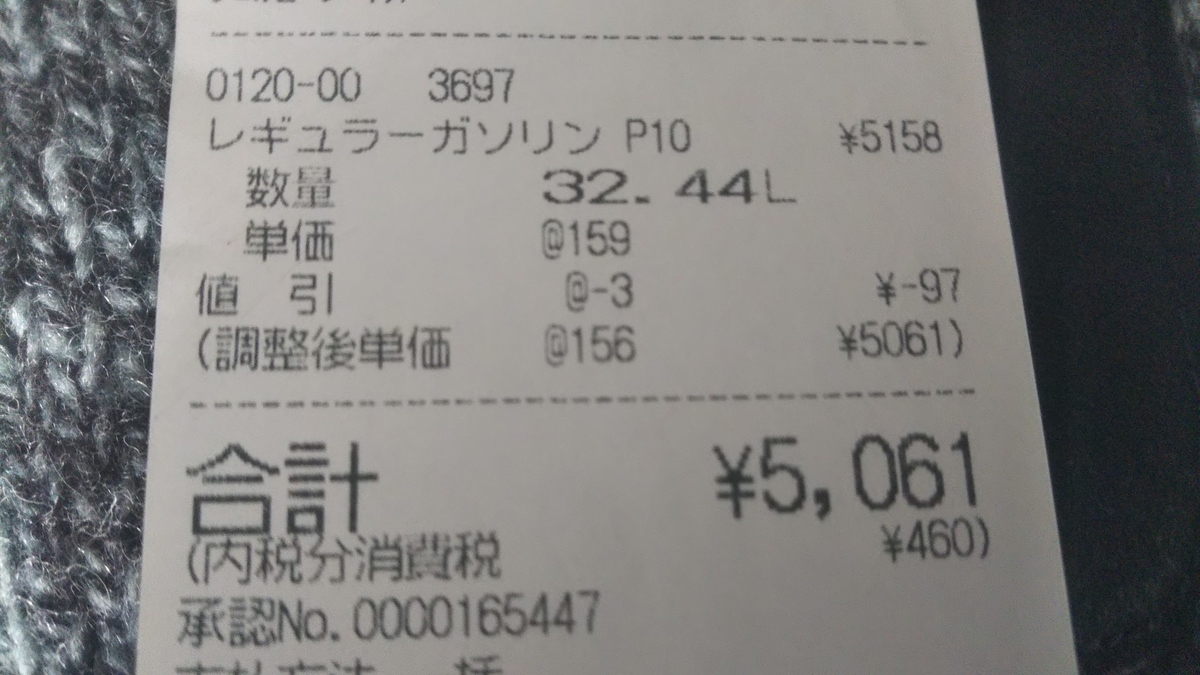 0120-00 3697
レギュラーガソリン P10 ¥5158
数量 32.44L
単価 @159
値 引 @-3 ¥-97
(調整後単価 @156 ¥5061)
合計 ¥5,061
(内税分消費税 ¥460)
承認No.0000165447